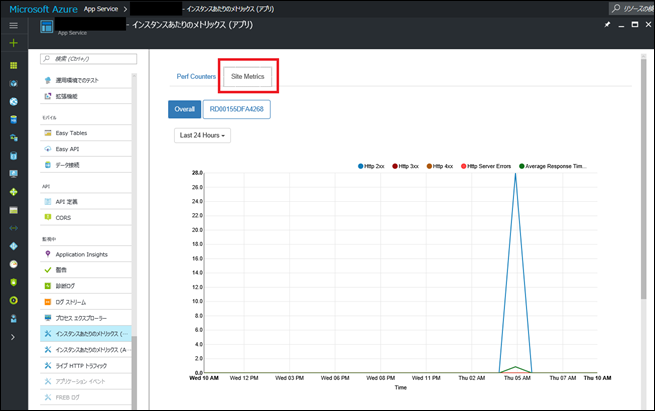 Microsoft Azure
App Service
- インスタンスあたりのメトリックス (アプリ)
リソースの検
- インスタンスあたりのメトリックス (アプリ)
App Service
検索 (Ctrl+/)
運用環境でのテスト
拡張機能
モバイル
Easy Tables
Easy API
データ接続
API
API 定義
CORS
監視中
Application Insights
警告
診断ログ
ログ ストリーム
プロセス エクスプローラー
インスタンスあたりのメトリックス (...
インスタンスあたりのメトリックス (A...
ライブ HTTP トラフィック
アプリケーション イベント
FREB ログ
Perf Counters
Site Metrics
Overall
RD00155DFA4268
Last 24 Hours
Http 2xx
Http 3xx
Http 4xx
Http Server Errors
Average Response Tim...
28.0
26.0
24.0
22.0
20.0
18.0
16.0
14.0
12.0
10.0
8.0
6.0
4.0
2.0
0.0
Wed 10 AM
Wed 12 PM
Wed 03 PM
Wed 06 PM
Wed 09 PM
Wed 11 PM
Thu 02 AM
Thu 05 AM
Thu 07 AM
Thu 10 AM
Time